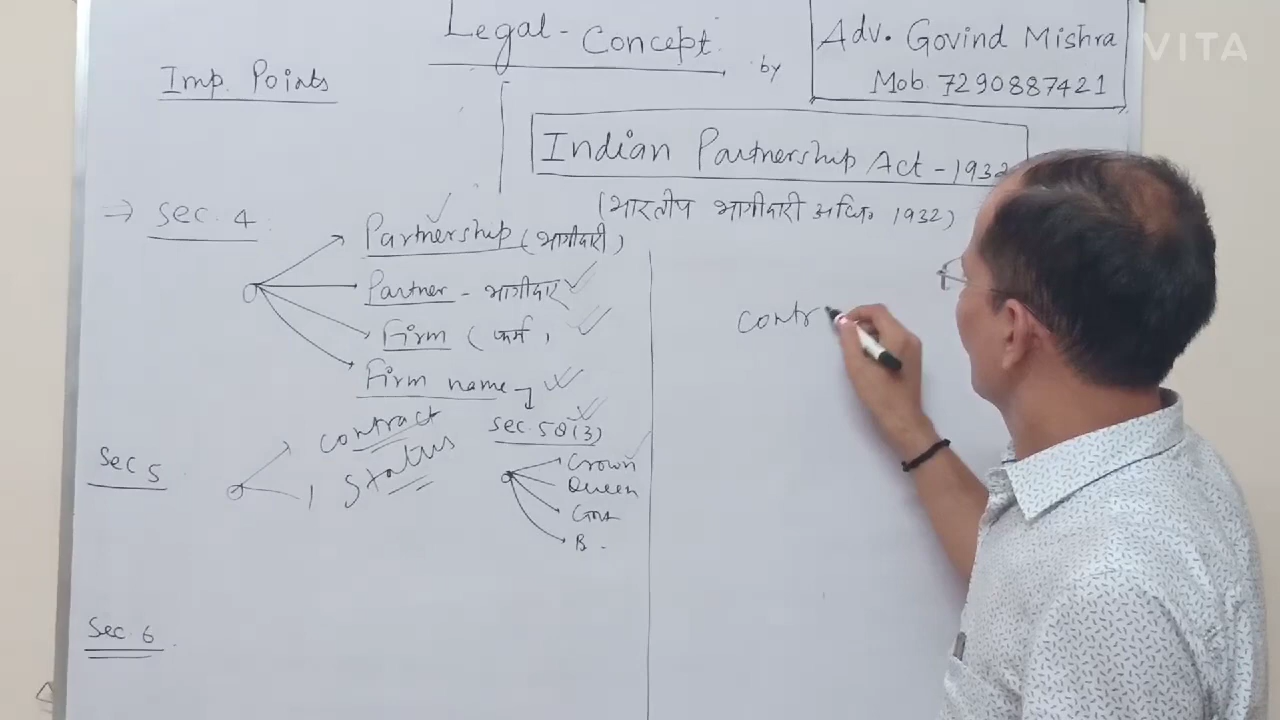 Legal - Concept
by
Adv. Govind Mishra
Mob. 7290887421
VITA
Imp. Points
Indian Partnership Act - 1932
(भारतीय भागीदारी अधि॰ 1932)
⇒ Sec. 4
Partnership (भागीदारी)
Partner - भागीदार
Firm (फर्म)
Firm name
Sec. 58(3)
Crown
Queen
B -
Sec 5
contract
Status
Sec. 6
contr